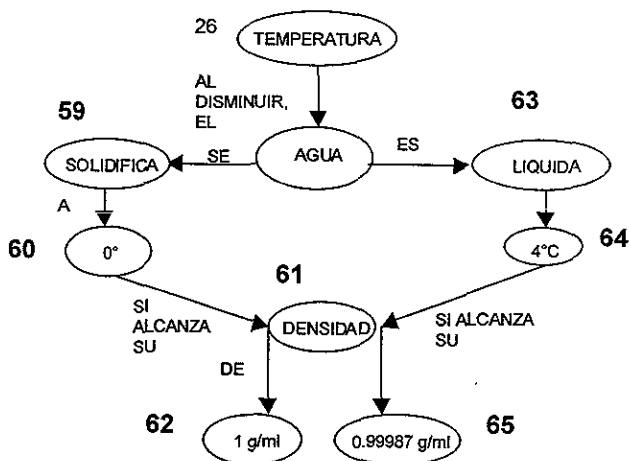 26
TEMPERATURA
AL
DISMINUIR,
EL
59
63
SOLIDIFICA
SE
AGUA
ES
LIQUIDA
A
60
0°
61
4°C
64
SI
ALCANZA
SU
DENSIDAD
SI ALCANZA
SU
DE
62
1 g/ml
0.99987 g/ml
65